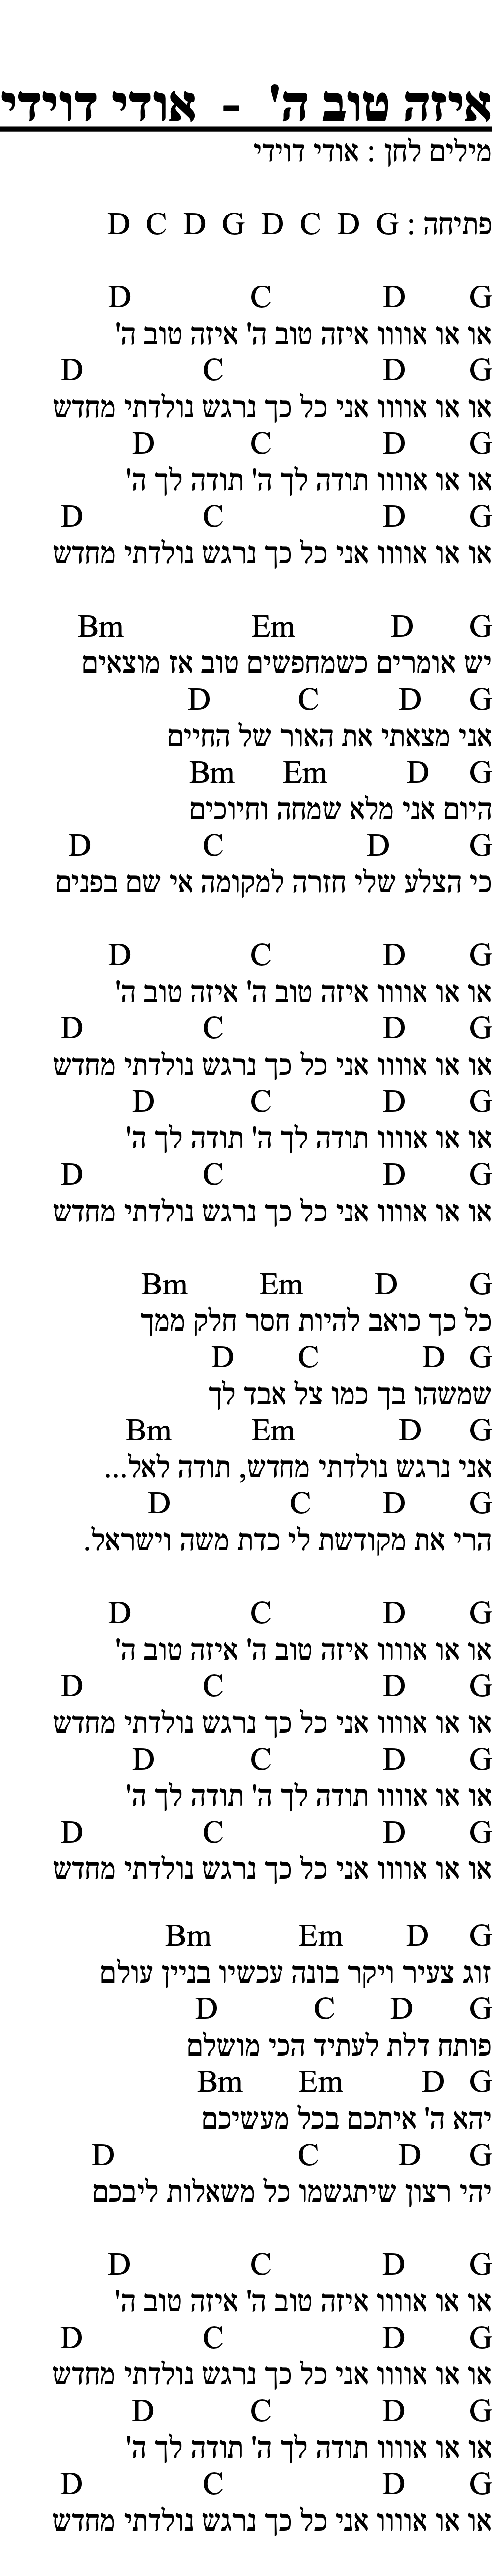 איזה טוב ה' - אודי דוידי
מילים לחן : אודי דוידי
פתיחה : G D C D G D C D
G D C D
או או אוווו איזה טוב ה' איזה טוב ה'
G D C D
או או אוווו אני כל כך נרגש נולדתי מחדש
G D C D
או או אוווו תודה לך ה' תודה לך ה'
G D C D
או או אוווו אני כל כך נרגש נולדתי מחדש
G D Em Bm
יש אומרים כשמחפשים טוב אז מוצאים
G D C D
אני מצאתי את האור של החיים
G D Em Bm
היום אני מלא שמחה וחיוכים
G D C D
כי הצלע שלי חזרה למקומה אי שם בפנים
G D C D
או או אוווו איזה טוב ה' איזה טוב ה'
G D C D
או או אוווו אני כל כך נרגש נולדתי מחדש
G D C D
או או אוווו תודה לך ה' תודה לך ה'
G D C D
או או אוווו אני כל כך נרגש נולדתי מחדש
G D Em Bm
כל כך כואב להיות חסר חלק ממך
G D C D
שמשהו בך כמו צל אבד לך
G D Em Bm
אני נרגש נולדתי מחדש, תודה לאל...
G D C D
הרי את מקודשת לי כדת משה וישראל.
G D C D
או או אוווו איזה טוב ה' איזה טוב ה'
G D C D
או או אוווו אני כל כך נרגש נולדתי מחדש
G D C D
או או אוווו תודה לך ה' תודה לך ה'
G D C D
או או אוווו אני כל כך נרגש נולדתי מחדש
G D Em Bm
זוג צעיר ויקר בונה עכשיו בניין עולם
G D C D
פותח דלת לעתיד הכי מושלם
G D Em Bm
יהא ה' איתכם בכל מעשיכם
G D C D
יהי רצון שיתגשמו כל משאלות ליבכם
G D C D
או או אוווו איזה טוב ה' איזה טוב ה'
G D C D
או או אוווו אני כל כך נרגש נולדתי מחדש
G D C D
או או אוווו תודה לך ה' תודה לך ה'
G D C D
או או אוווו אני כל כך נרגש נולדתי מחדש